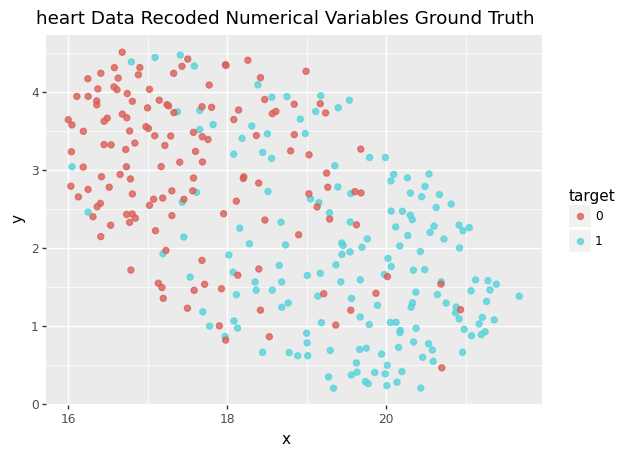 heart Data Recoded Numerical Variables Ground Truth
4
3
2
1
0
y
16
18
20
x
target
0
1